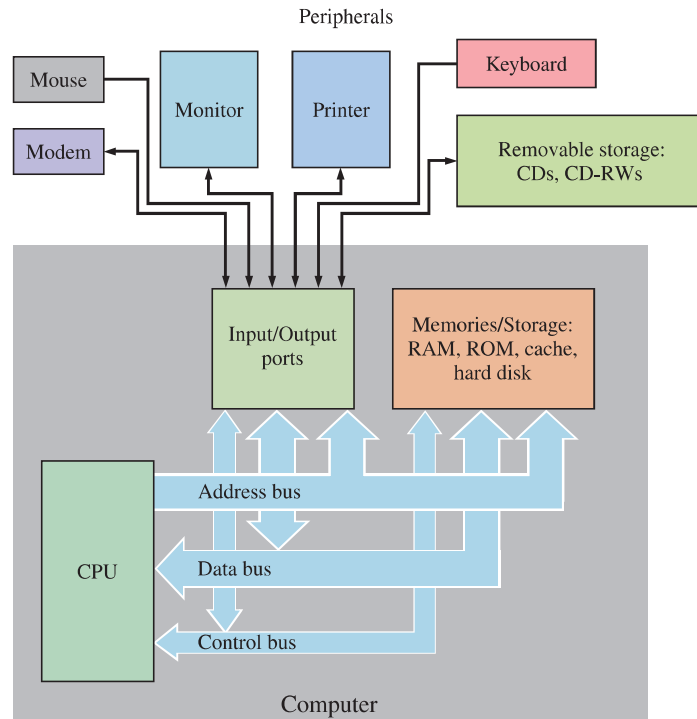 Peripherals
Mouse
Monitor
Printer
Keyboard
Modem
Removable storage:
CDs, CD-RWs
Input/Output
ports
Memories/Storage:
RAM, ROM, cache,
hard disk
Address bus
CPU
Data bus
Control bus
Computer